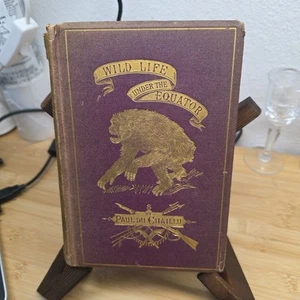 WILD LIFE
UNDER THE
EQUATOR
PAUL DU CHAILLU